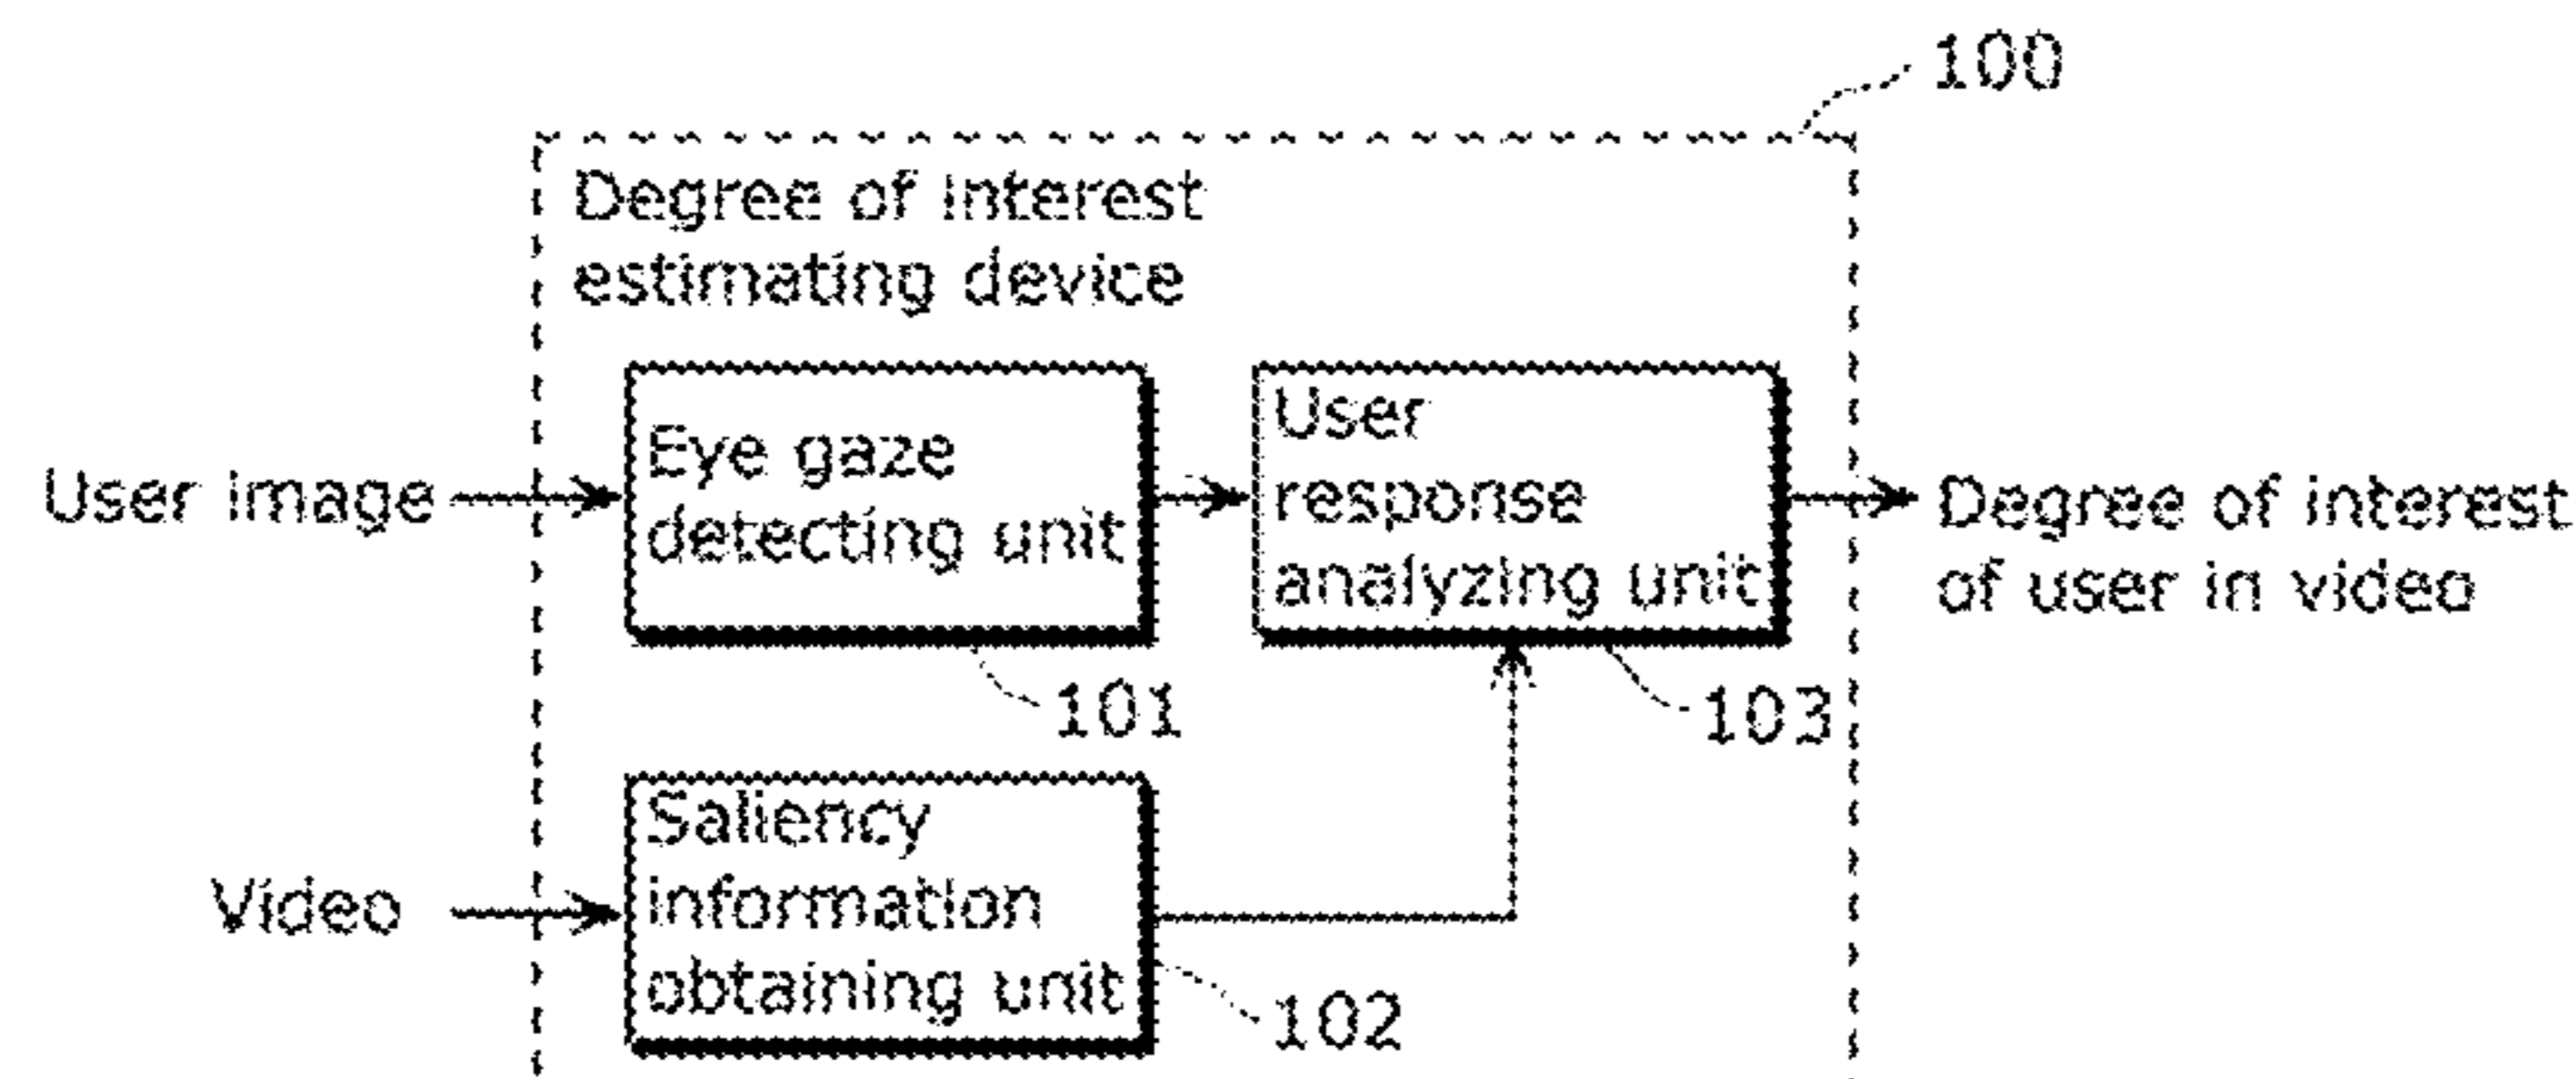 100
Degree of interest
estimating device
User image
Eye gaze
detecting unit
User
response
analyzing unit
Degree of interest
of user in video
101
103
Video
Saliency
information
obtaining unit
102